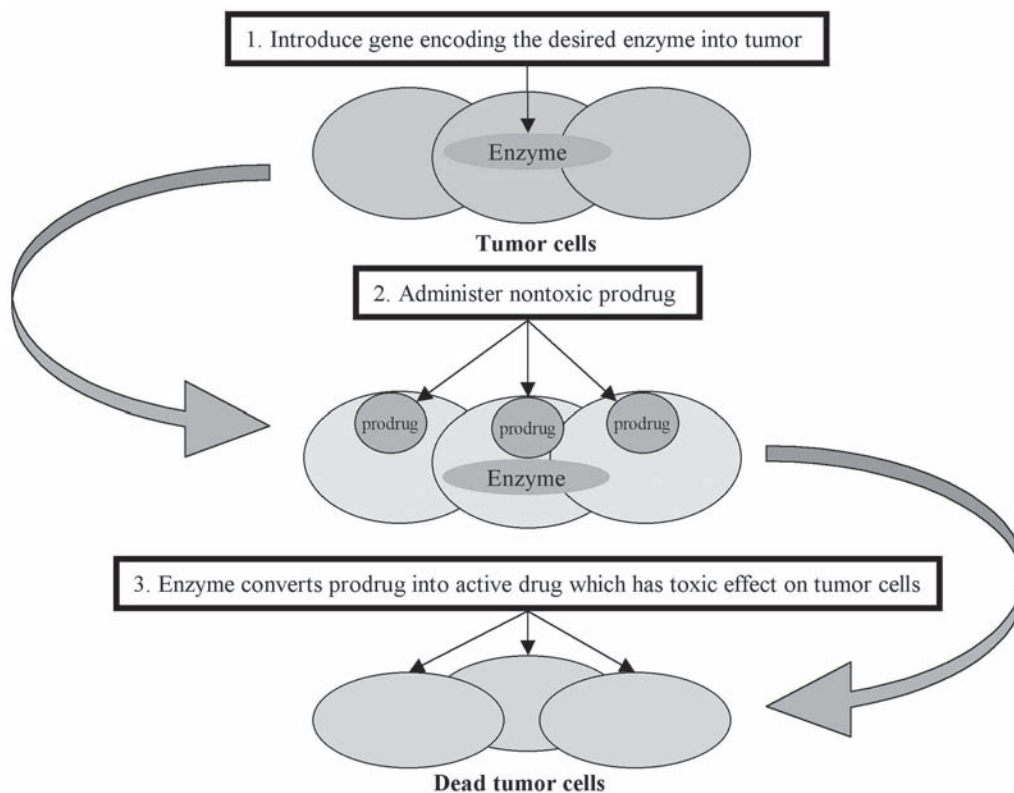 1. Introduce gene encoding the desired enzyme into tumor
Enzyme
Tumor cells
2. Administer nontoxic prodrug
prodrug prodrug prodrug
Enzyme
3. Enzyme converts prodrug into active drug which has toxic effect on tumor cells
Dead tumor cells